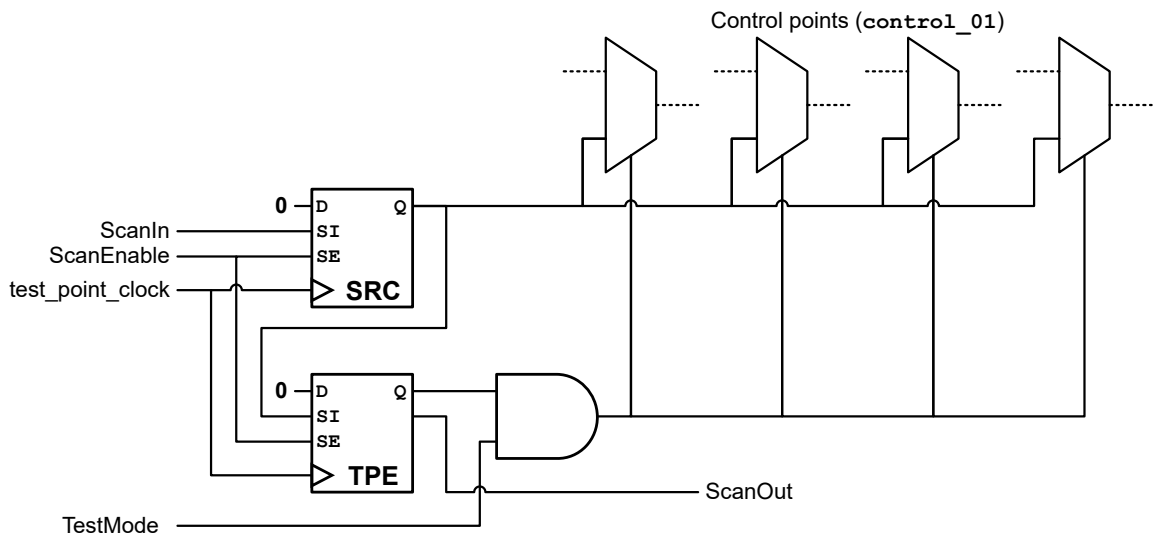 Control points (control_01)
0 D Q
ScanIn SI
ScanEnable SE
test_point_clock SRC
0 D Q
SI
SE
TPE
ScanOut
TestMode